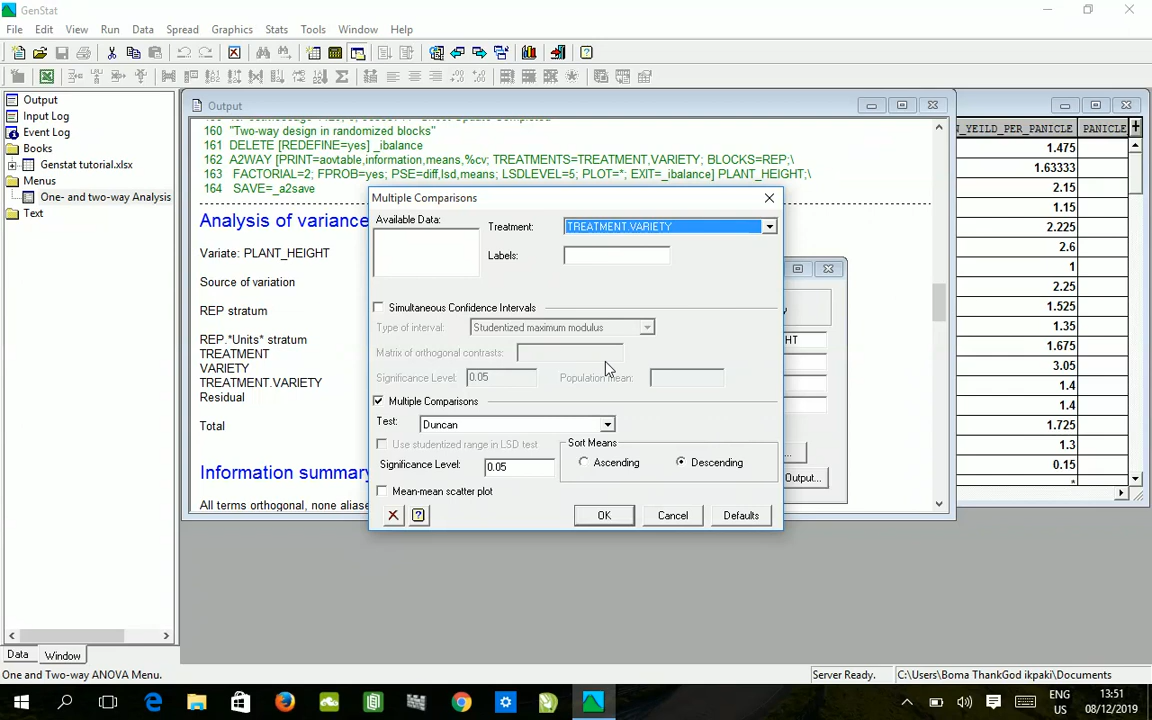 GenStat
File Edit View Run Data Spread Graphics Stats Tools Window Help
Output
Input Log
Event Log
Books
Genstat tutorial.xlsx
Menus
One- and two-way Analysis
Text
Data Window
Output
160 "Two-way design in randomized blocks"
161 DELETE [REDEFINE=yes] _ibalance
162 A2WAY [PRINT=aovtable,information,means,%cv; TREATMENTS=TREATMENT,VARIETY; BLOCKS=REP;\
163 FACTORIAL=2; FPROB=yes; PSE=diff,lsd,means; LSDLEVEL=5; PLOT=*; EXIT=_ibalance] PLANT_HEIGHT;\
164 SAVE=_a2save
Analysis of variance
Variate: PLANT_HEIGHT
Source of variation
REP stratum
REP.*Units* stratum
TREATMENT
VARIETY
TREATMENT.VARIETY
Residual
Total
Information summary
All terms orthogonal, none aliase
Multiple Comparisons
Available Data:
Treatment: TREATMENT.VARIETY
Labels:
Simultaneous Confidence Intervals
Type of interval: Studentized maximum modulus
Matrix of orthogonal contrasts:
Significance Level: 0.05 Population mean:
Multiple Comparisons
Test: Duncan
Use studentized range in LSD test
Sort Means
Significance Level: 0.05
Ascending Descending
Mean-mean scatter plot
OK Cancel Defaults
y
HT
...
Output...
N_YEILD_PER_PANICLE PANICLE
1.475
1.63333
2.15
1.15
2.225
2.6
1
2.25
1.525
1.35
1.675
3.05
1.4
1.4
1.725
1.3
0.15
*
One and Two-way ANOVA Menu.
Server Ready.
C:\Users\Boma ThankGod ikpaki\Documents
ENG
US
13:51
08/12/2019